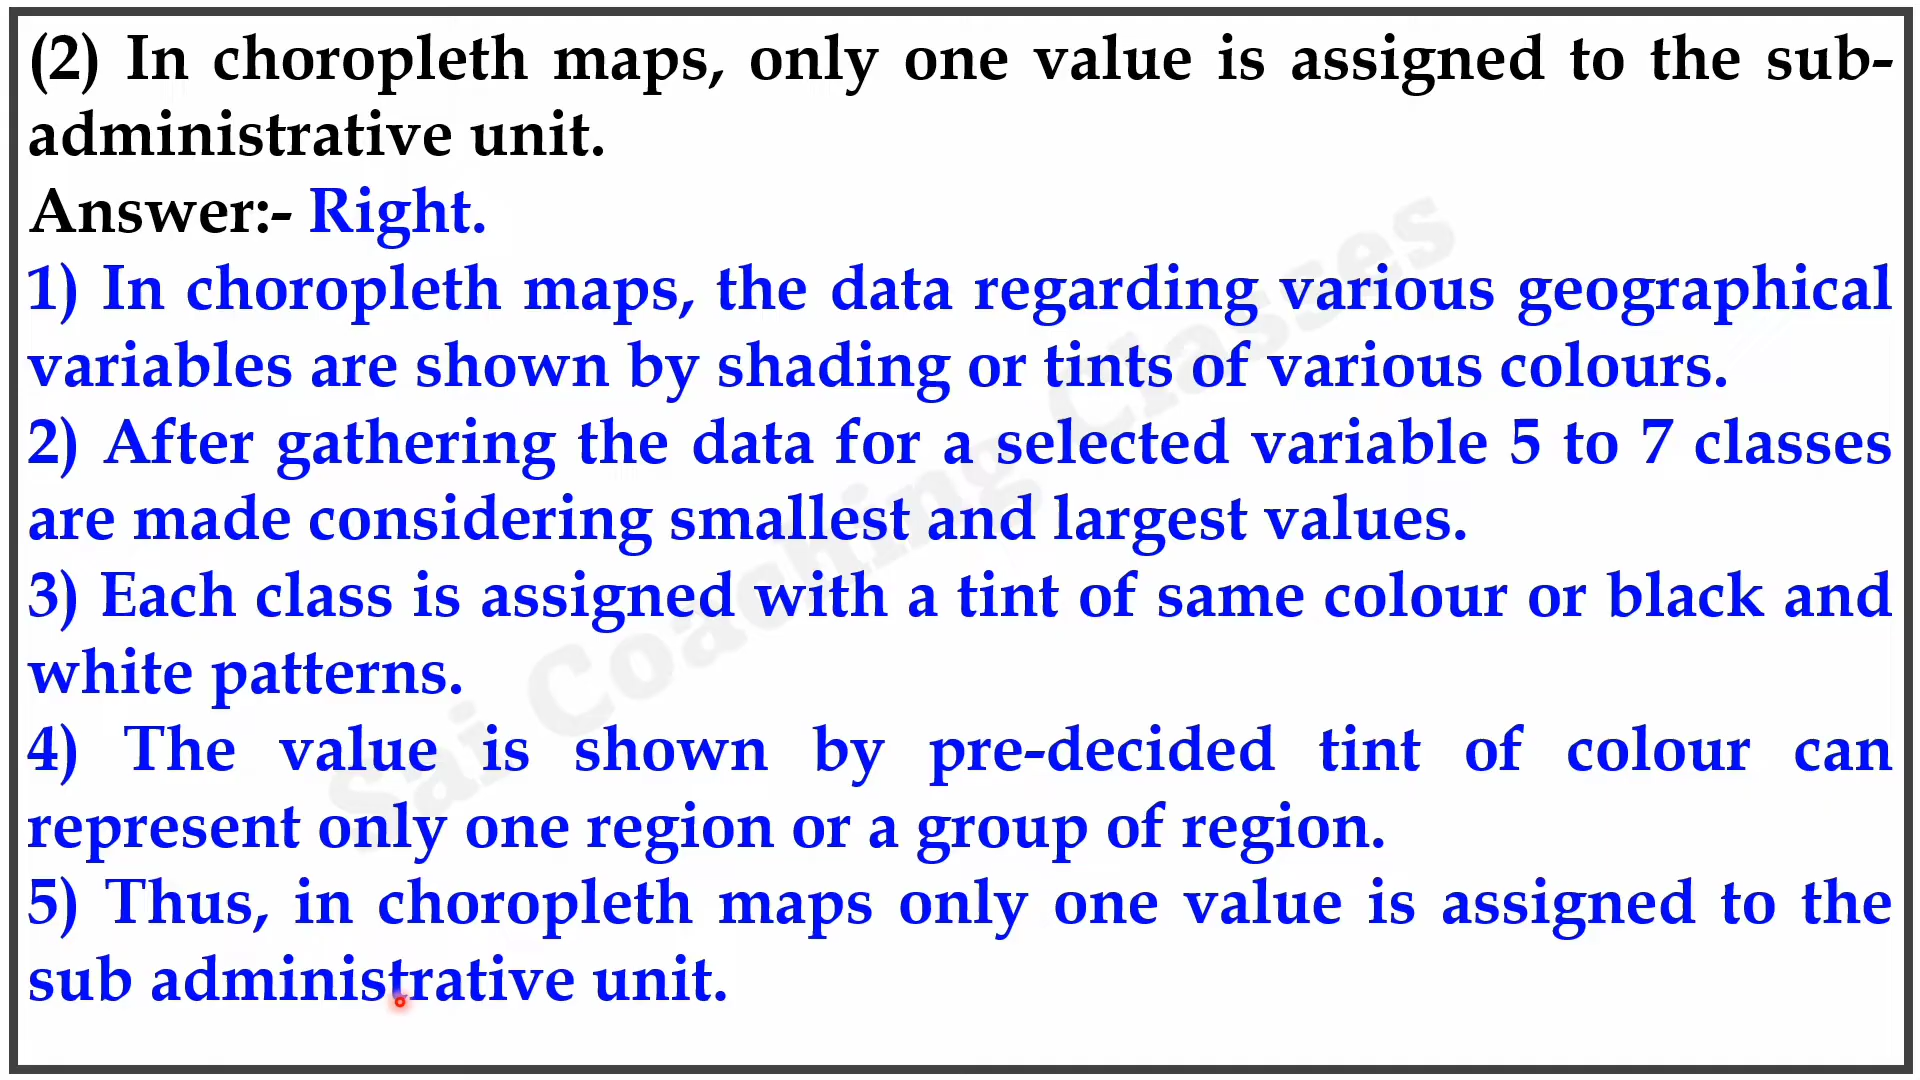 (2) In choropleth maps, only one value is assigned to the sub-
administrative unit.
Answer:- Right.
1) In choropleth maps, the data regarding various geographical
variables are shown by shading or tints of various colours.
2) After gathering the data for a selected variable 5 to 7 classes
are made considering smallest and largest values.
3) Each class is assigned with a tint of same colour or black and
white patterns.
4) The value is shown by pre-decided tint of colour can
represent only one region or a group of region.
5) Thus, in choropleth maps only one value is assigned to the
sub administrative unit.
Sai Coaching Classes